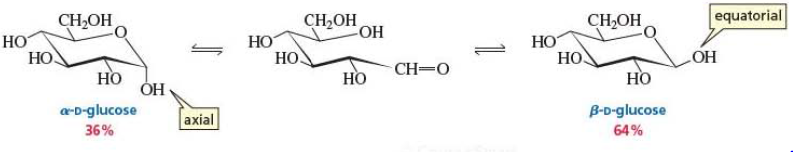 CH₂OH
O
HO
HO
HO
OH
axial
α-D-glucose
36%
CH₂OH
OH
HO
HO
HO
CH=O
CH₂OH
O
HO
HO
HO
OH
equatorial
β-D-glucose
64%